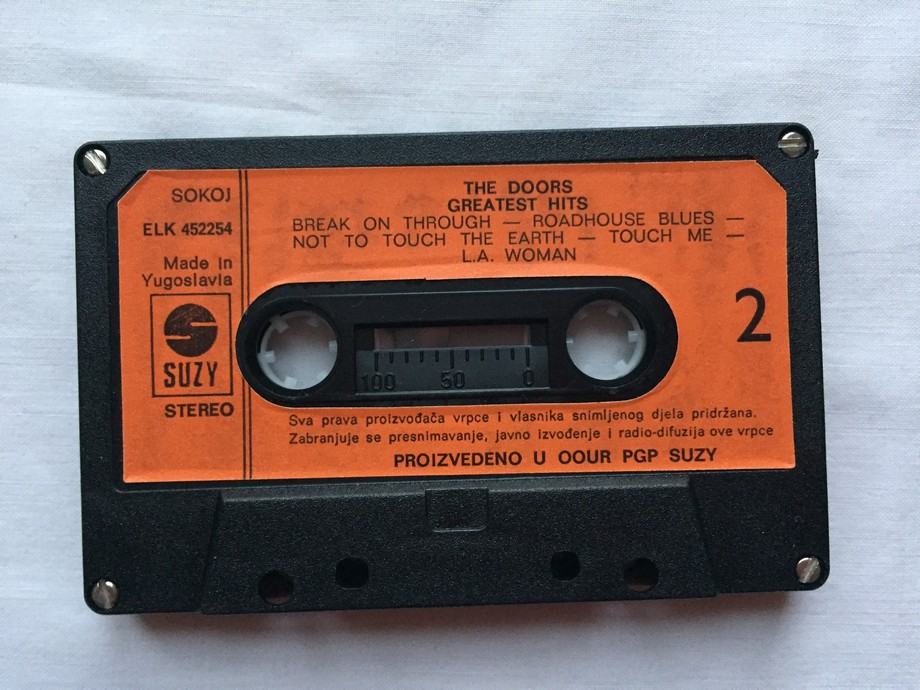 SOKOJ
ELK 452254
Made in
Yugoslavia
SUZY
STEREO
THE DOORS
GREATEST HITS
BREAK ON THROUGH — ROADHOUSE BLUES —
NOT TO TOUCH THE EARTH — TOUCH ME —
L.A. WOMAN
2
100 50 0
Sva prava proizvođača vrpce i vlasnika snimljenog djela pridržana.
Zabranjuje se presnimavanje, javno izvođenje i radio-difuzija ove vrpce
PROIZVEDENO U OOUR PGP SUZY